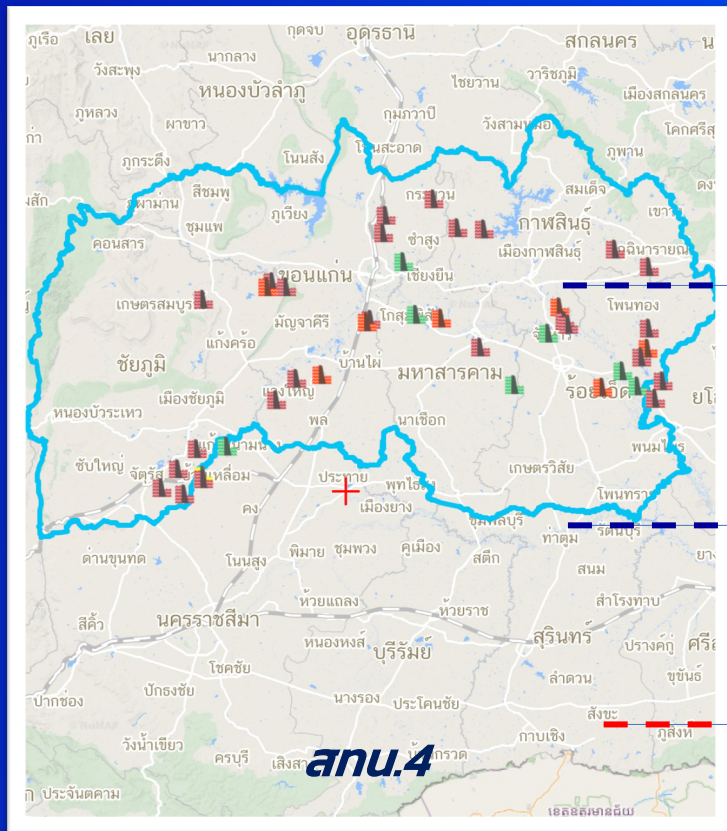 กุดจับ
อุดรธานี
เลย
ภูเรือ
สกลนคร
วังสะพุง
นากลาง
ไชยวาน
วาริชภูมิ
หนองบัวลำภู
เมืองสกลนคร
ภูหลวง
กุมภวาปี
ผาขาว
วังสามหมอ
โคกศรีสุ
ภูกระดึง
โนนสัง
โนนสะอาด
ภูพาน
สีชมพู
สมเด็จ
ภูผาม่าน
ภูเวียง
ชุมแพ
กาฬสินธุ์
คอนสาร
ซำสูง
เมืองกาฬสินธุ์
ขอนแก่น
เชียงยืน
เกษตรสมบูร
มัญจาคีรี
โพนทอง
แก้งคร้อ
ชัยภูมิ
บ้านไผ่
มหาสารคาม
แวงใหญ่
เมืองชัยภูมิ
ร้อยเอ็ด
ยโส
หนองบัวระเหว
พล
นาเชือก
พนมไพร
ซับใหญ่
จัตุรัส
เหลื่อม
ประทาย
เกษตรวิสัย
เมืองยาง
โพนทราย
คง
ท่าตูม
รัตนบุรี
ด่านขุนทด
โนนสูง
พิมาย
ชุมพวง
คูเมือง
สตึก
สนม
ห้วยแถลง
ห้วยราช
สำโรงทาบ
สีคิ้ว
นครราชสีมา
หนองหงส์
บุรีรัมย์
สุรินทร์
ปรางค์กู่
ศรีส
โชคชัย
ลำดวน
ขุขันธ์
ปักธงชัย
นางรอง
ประโคนชัย
ปากช่อง
สังขะ
วังน้ำเขียว
ครบุรี
กาบเชิง
ภูสิงห์
สนบ.4
ประจันตคาม